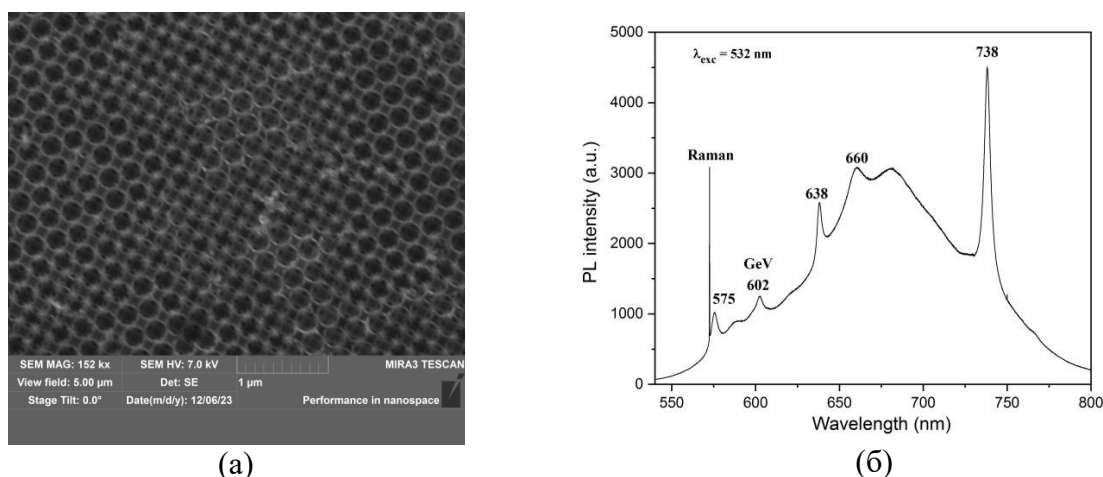 SEM MAG: 152 kx SEM HV: 7.0 kV MIRA3 TESCAN
View field: 5.00 µm Det: SE 1 µm
Stage Tilt: 0.0° Date(m/d/y): 12/06/23 Performance in nanospace
(а)
5000
4000
3000
2000
1000
0
PL intensity (a.u.)
λexc = 532 nm
738
Raman
660
638
GeV
602
575
550 600 650 700 750 800
Wavelength (nm)
(б)